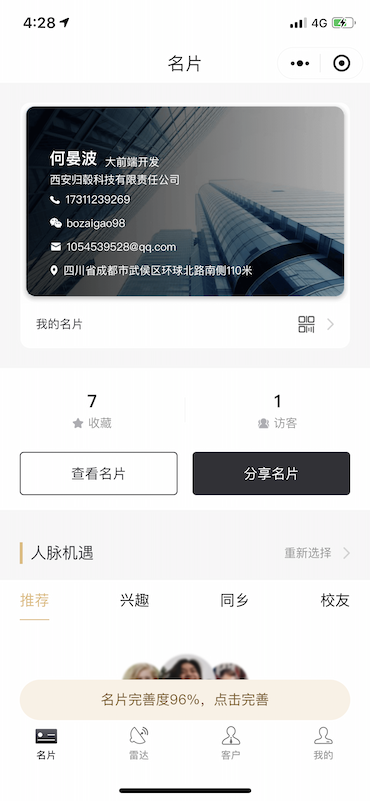 4:28
4G
名片
何晏波 大前端开发
西安归毂科技有限责任公司
17311239269
bozaigao98
1054539528@qq.com
四川省成都市武侯区环球北路南侧110米
我的名片
7 1
收藏 访客
查看名片 分享名片
人脉机遇 重新选择
推荐 兴趣 同乡 校友
名片完善度96%，点击完善
名片 雷达 客户 我的